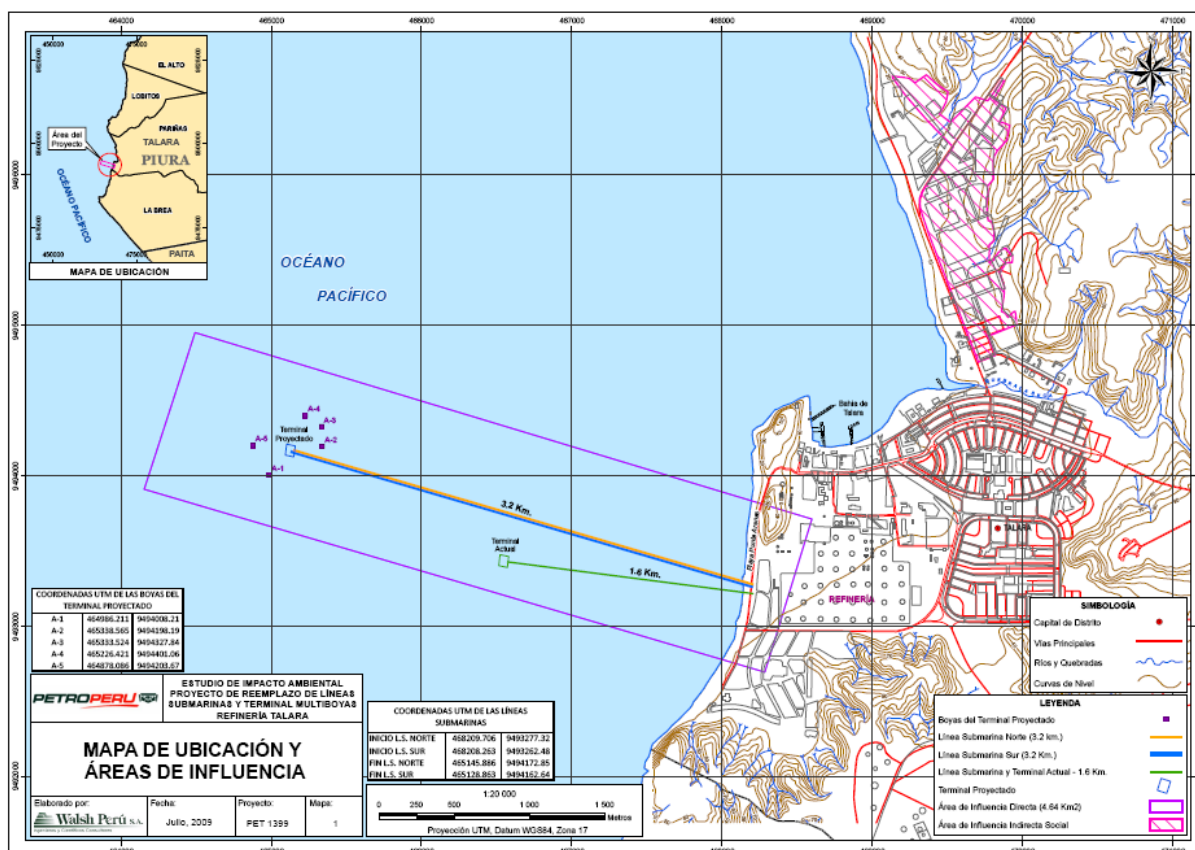 464000 465000 466000 467000 468000 469000 470000 471000
450000 475000
EL ALTO
LOBITOS
PARIÑAS
TALARA
PIURA
Área del
Proyecto
OCÉANO PACÍFICO
LA BREA
PAITA
450000 475000
MAPA DE UBICACIÓN
OCÉANO
PACÍFICO
9496000
9495000
9494000
9493000
9492000
A-4
A-3
Terminal
Proyectado
A-5
A-2
A-1
3.2 Km.
Terminal
Actual
1.6 Km.
Playa Punta Arenas
Bahía de
Talara
TALARA
REFINERÍA
COORDENADAS UTM DE LAS BOYAS DEL
TERMINAL PROYECTADO
A-1 464986.211 9494008.21
A-2 465338.565 9494198.19
A-3 465333.524 9494327.84
A-4 465226.421 9494401.06
A-5 464878.086 9494203.67
PETROPERU
ESTUDIO DE IMPACTO AMBIENTAL
PROYECTO DE REEMPLAZO DE LÍNEAS
SUBMARINAS Y TERMINAL MULTIBOYAS
REFINERÍA TALARA
MAPA DE UBICACIÓN Y
ÁREAS DE INFLUENCIA
Elaborado por:
Walsh Perú S.A.
Fecha:
Julio, 2009
Proyecto:
PET 1399
Mapa:
1
COORDENADAS UTM DE LAS LÍNEAS
SUBMARINAS
INICIO L.S. NORTE 468209.706 9493277.32
INICIO L.S. SUR 468208.263 9493262.48
FIN L.S. NORTE 465145.886 9494172.85
FIN L.S. SUR 465128.863 9494162.64
1:20 000
0 250 500 1 000 1 500
Metros
Proyección UTM, Datum WGS84, Zona 17
SIMBOLOGÍA
Capital de Distrito
Vías Principales
Ríos y Quebradas
Curvas de Nivel
LEYENDA
Boyas del Terminal Proyectado
Línea Submarina Norte (3.2 km.)
Línea Submarina Sur (3.2 Km.)
Línea Submarina y Terminal Actual - 1.6 Km.
Terminal Proyectado
Área de Influencia Directa (4.64 Km2)
Área de Influencia Indirecta Social